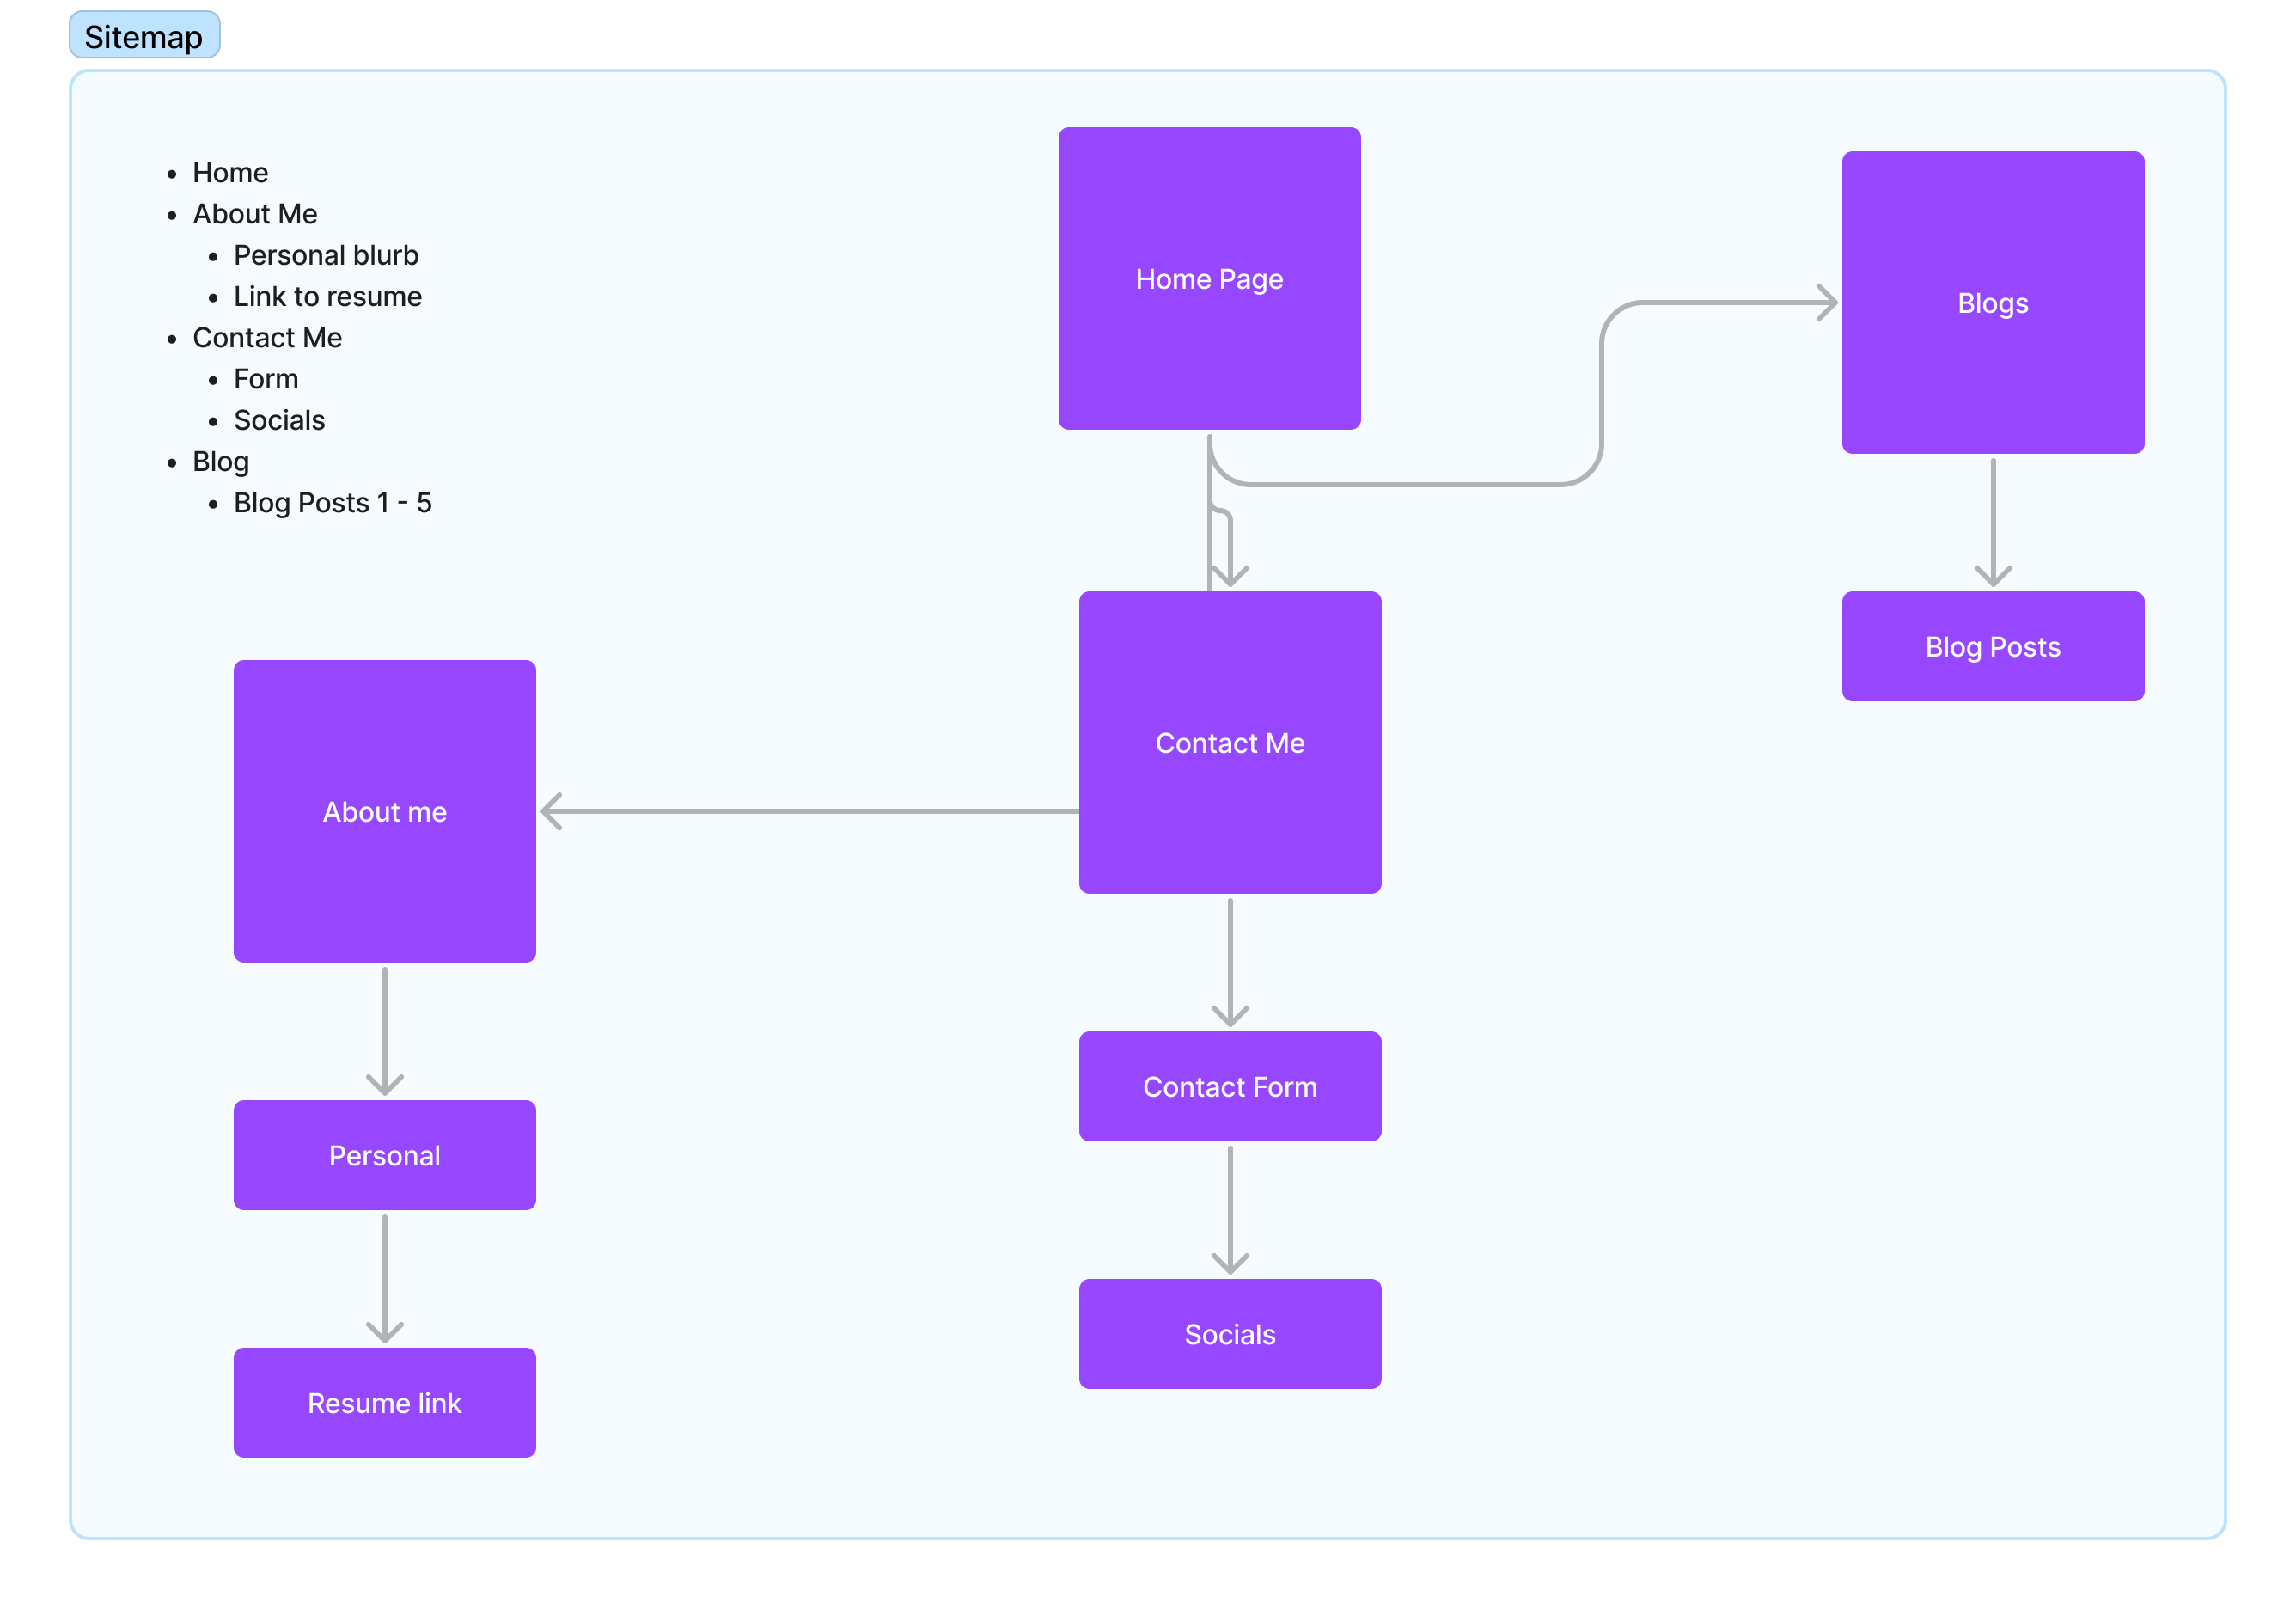 Sitemap
Home
About Me
Personal blurb
Link to resume
Contact Me
Form
Socials
Blog
Blog Posts 1 - 5
Home Page
Blogs
Blog Posts
Contact Me
About me
Contact Form
Personal
Socials
Resume link